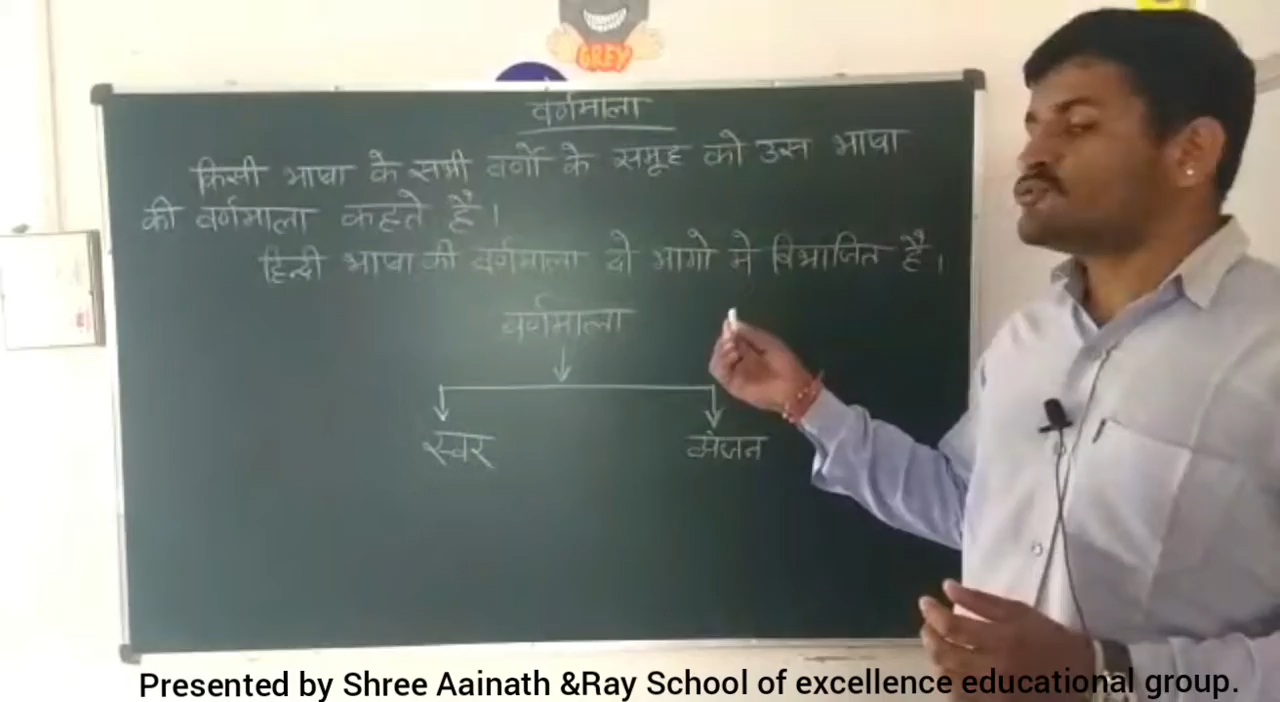 GREY
वर्णमाला
किसी भाषा के सभी वर्णों के समूह को उस भाषा
की वर्णमाला कहते है।
हिन्दी भाषा की वर्णमाला दो भागो मे विभाजित है।
वर्णमाला
स्वर
व्यंजन
Presented by Shree Aainath &Ray School of excellence educational group.